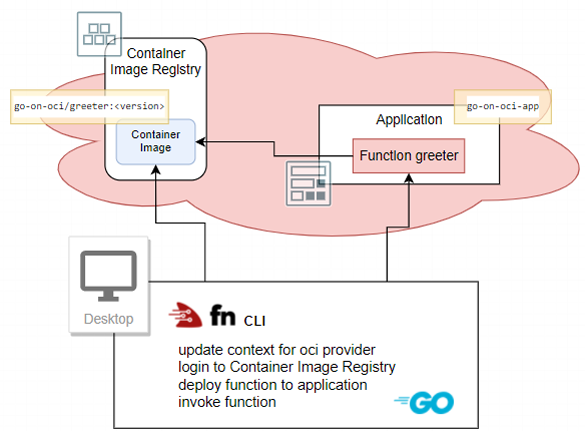 Container
Image Registry
go-on-oci/greeter:<version>
go-on-oci-app
Application
Container
Image
Function greeter
Desktop
fn CLI
update context for oci provider
login to Container Image Registry
deploy function to application
invoke function
GO